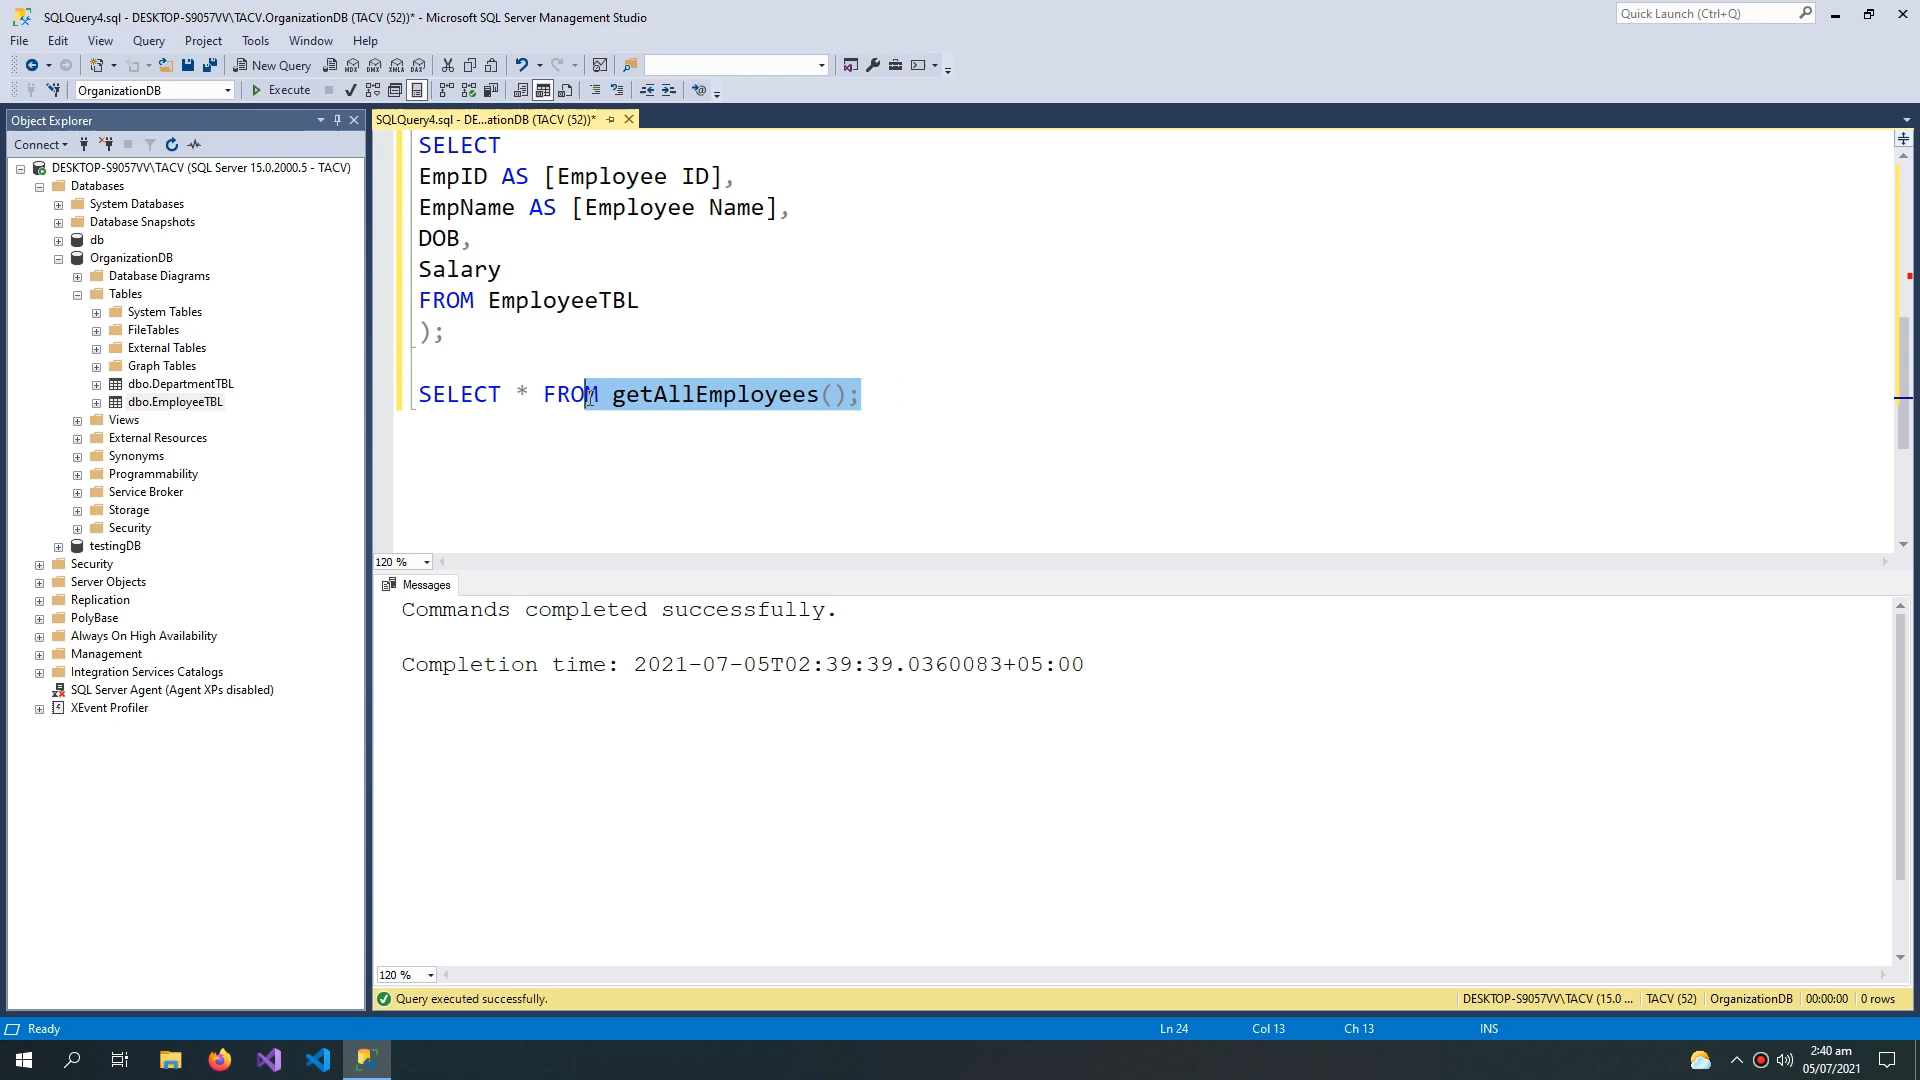 SQLQuery4.sql - DESKTOP-S9057VV\TACV.OrganizationDB (TACV (52))* - Microsoft SQL Server Management Studio
Quick Launch (Ctrl+Q)
File Edit View Query Project Tools Window Help
New Query
OrganizationDB
Execute
Object Explorer
SQLQuery4.sql - DE...ationDB (TACV (52))*
Connect
DESKTOP-S9057VV\TACV (SQL Server 15.0.2000.5 - TACV)
Databases
System Databases
Database Snapshots
db
OrganizationDB
Database Diagrams
Tables
System Tables
FileTables
External Tables
Graph Tables
dbo.DepartmentTBL
dbo.EmployeeTBL
Views
External Resources
Synonyms
Programmability
Service Broker
Storage
Security
testingDB
Security
Server Objects
Replication
PolyBase
Always On High Availability
Management
Integration Services Catalogs
SQL Server Agent (Agent XPs disabled)
XEvent Profiler
SELECT
EmpID AS [Employee ID],
EmpName AS [Employee Name],
DOB,
Salary
FROM EmployeeTBL
);
SELECT * FROM getAllEmployees();
120 %
Messages
Commands completed successfully.
Completion time: 2021-07-05T02:39:39.0360083+05:00
120 %
Query executed successfully.
DESKTOP-S9057VV\TACV (15.0 ... TACV (52) OrganizationDB 00:00:00 0 rows
Ready
Ln 24 Col 13 Ch 13 INS
2:40 am
05/07/2021